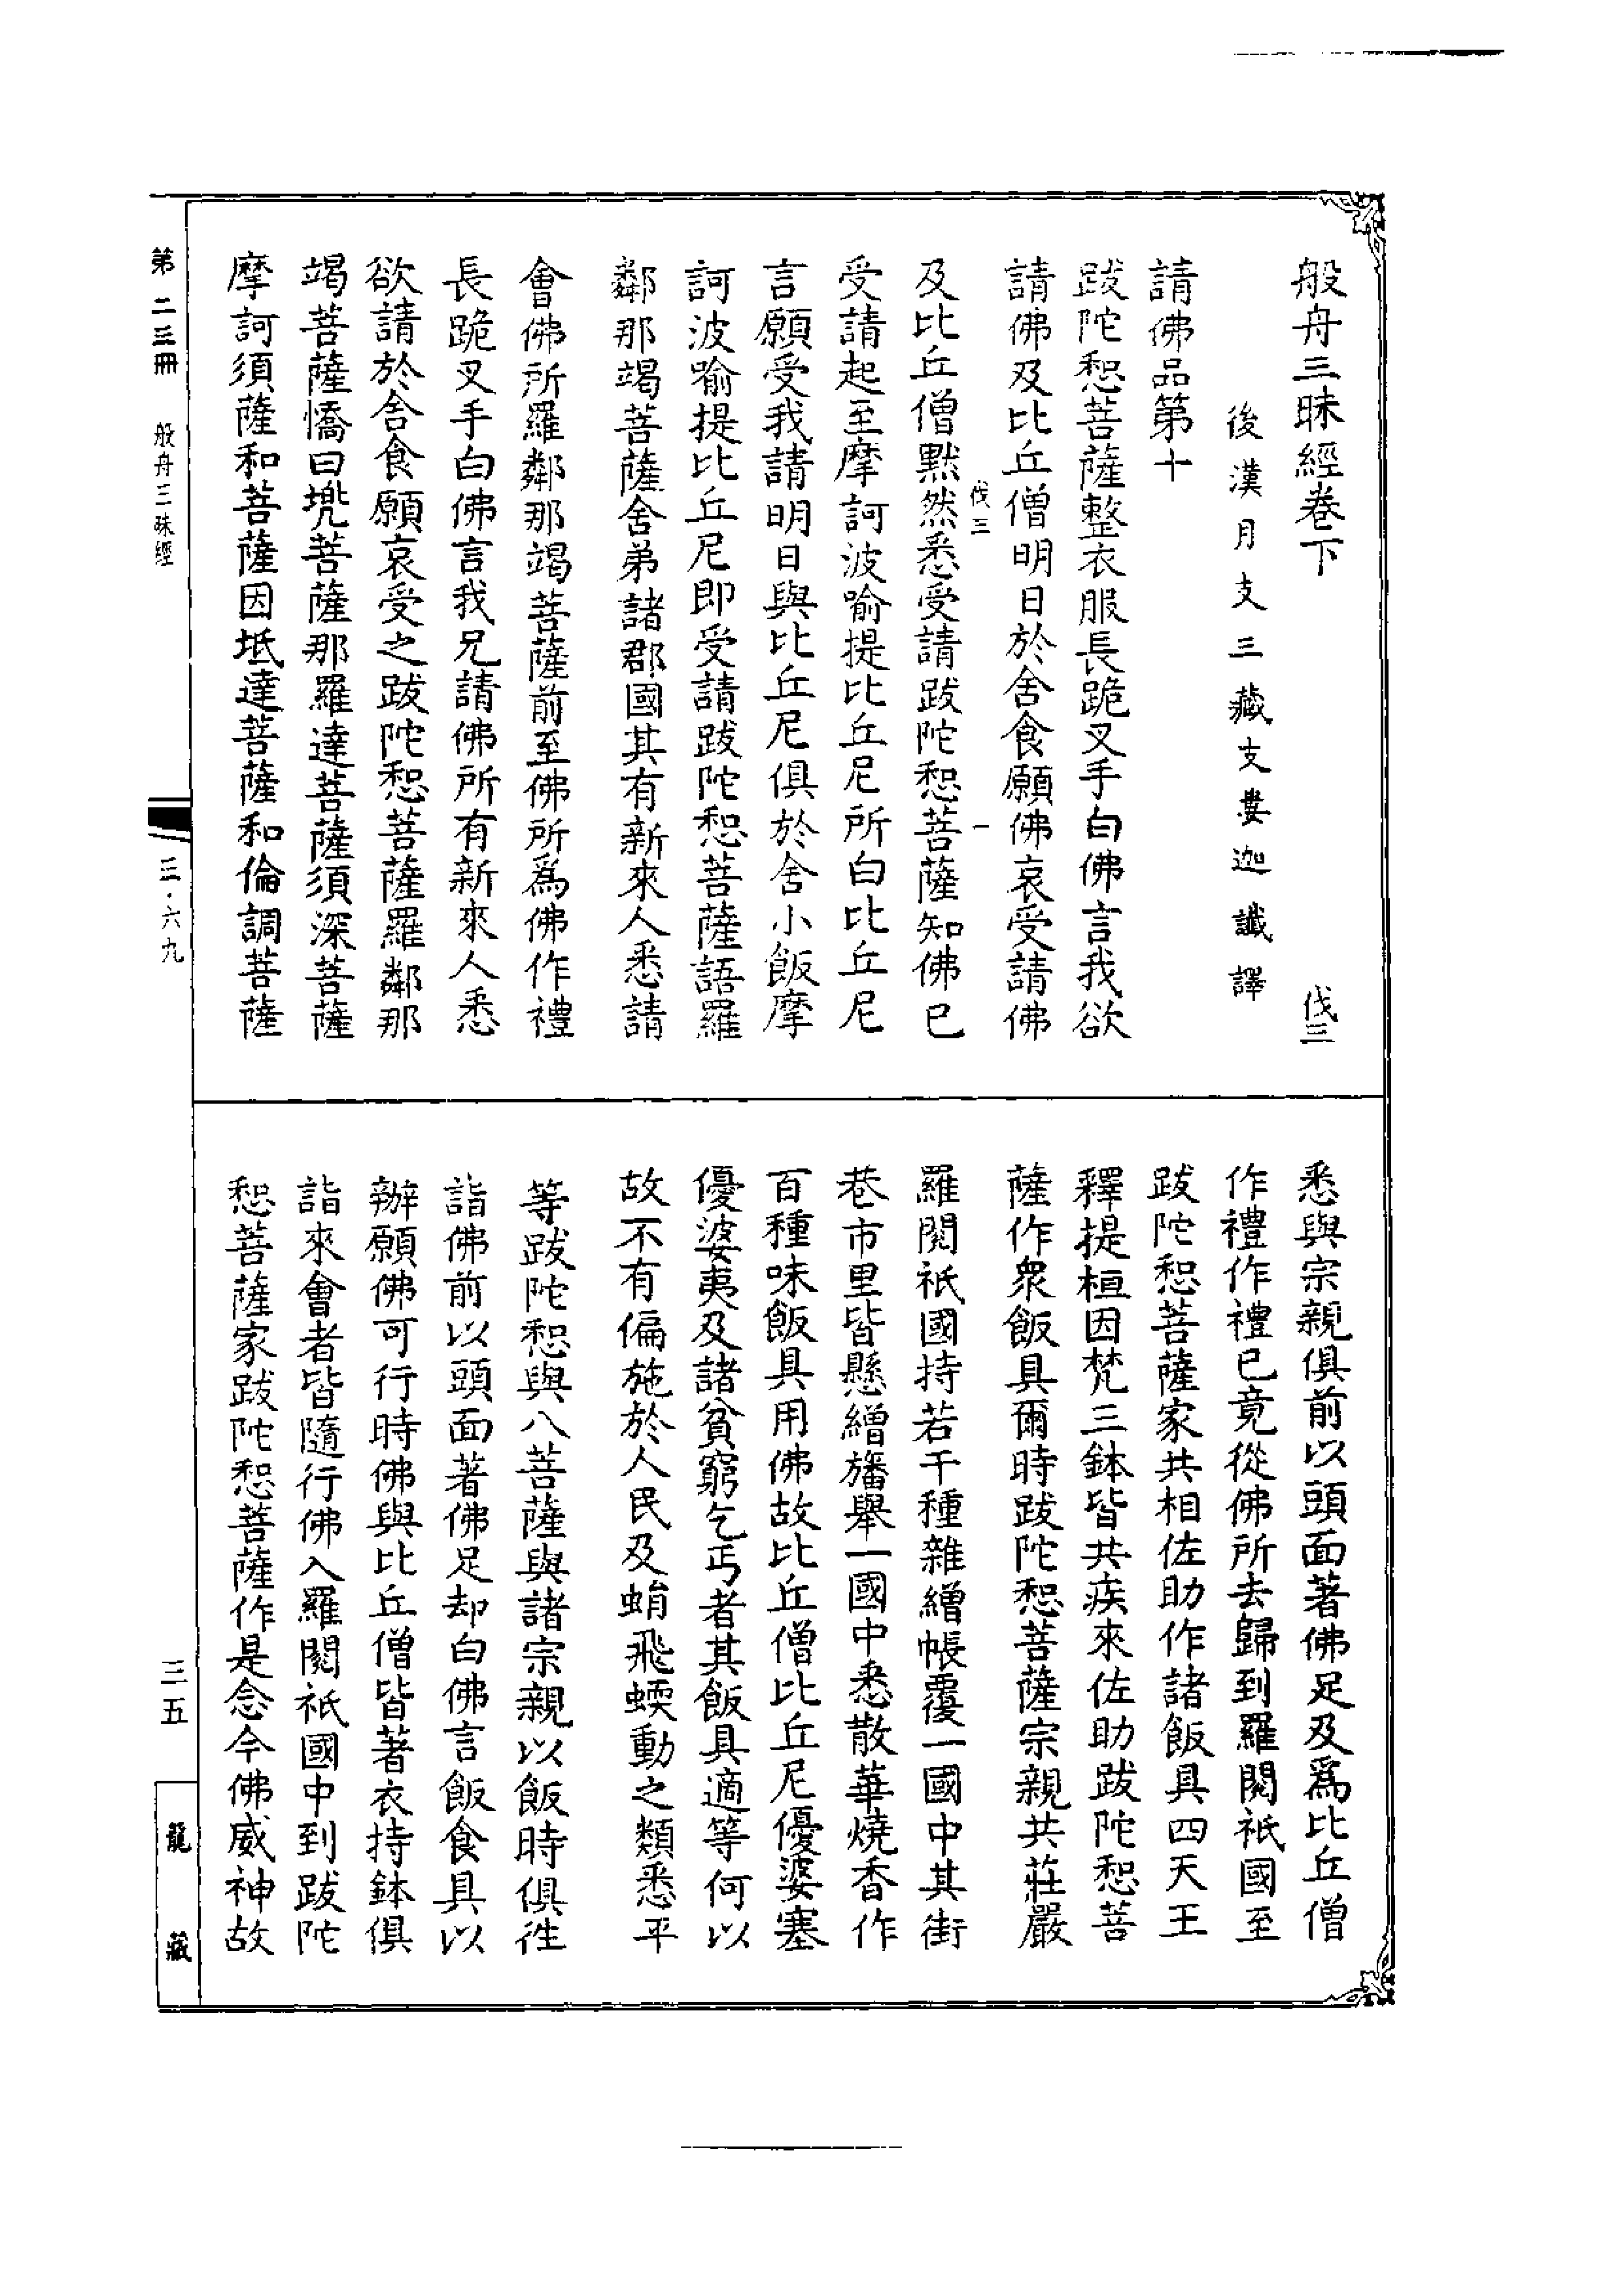 般舟三昧經卷下 伐三
後漢月支三藏支婁迦讖譯
請佛品第十
跋陀惒菩薩整衣服長跪叉手白佛言我欲
請佛及比丘僧明日於舍食願佛哀受請佛
伐三 一
及比丘僧默然悉受請跋陀惒菩薩知佛已
受請起至摩訶波喻提比丘尼所白比丘尼
言願受我請明日與比丘尼俱於舍小飯摩
訶波喻提比丘尼即受請跋陀惒菩薩語羅
鄰那竭菩薩舍弟諸郡國其有新來人悉請
會佛所羅鄰那竭菩薩前至佛所爲佛作禮
長跪叉手白佛言我兄請佛所有新來人悉
欲請於舍食願哀受之跋陀惒菩薩羅鄰那
竭菩薩憍曰兜菩薩那羅達菩薩須深菩薩
摩訶須薩和菩薩因坻達菩薩和倫調菩薩
悉與宗親俱前以頭面著佛足及爲比丘僧
作禮作禮已竟從佛所去歸到羅閱祇國至
跋陀惒菩薩家共相佐助作諸飯具四天王
釋提桓因梵三鉢皆共疾來佐助跋陀惒菩
薩作衆飯具爾時跋陀惒菩薩宗親共莊嚴
羅閱祇國持若干種雜繒帳覆一國中其街
巷市里皆懸繒旛舉一國中悉散華燒香作
百種味飯具用佛故比丘僧比丘尼優婆塞
優婆夷及諸貧窮乞丐者其飯具適等何以
故不有偏施於人民及蜎飛蝡動之類悉平
等跋陀惒與八菩薩與諸宗親以飯時俱往
詣佛前以頭面著佛足却白佛言飯食具以
辦願佛可行時佛與比丘僧皆著衣持鉢俱
詣來會者皆隨行佛入羅閱祇國中到跋陀
惒菩薩家跋陀惒菩薩作是念今佛威神故
第二三冊 般舟三昧經
三·六九
三五
龍藏